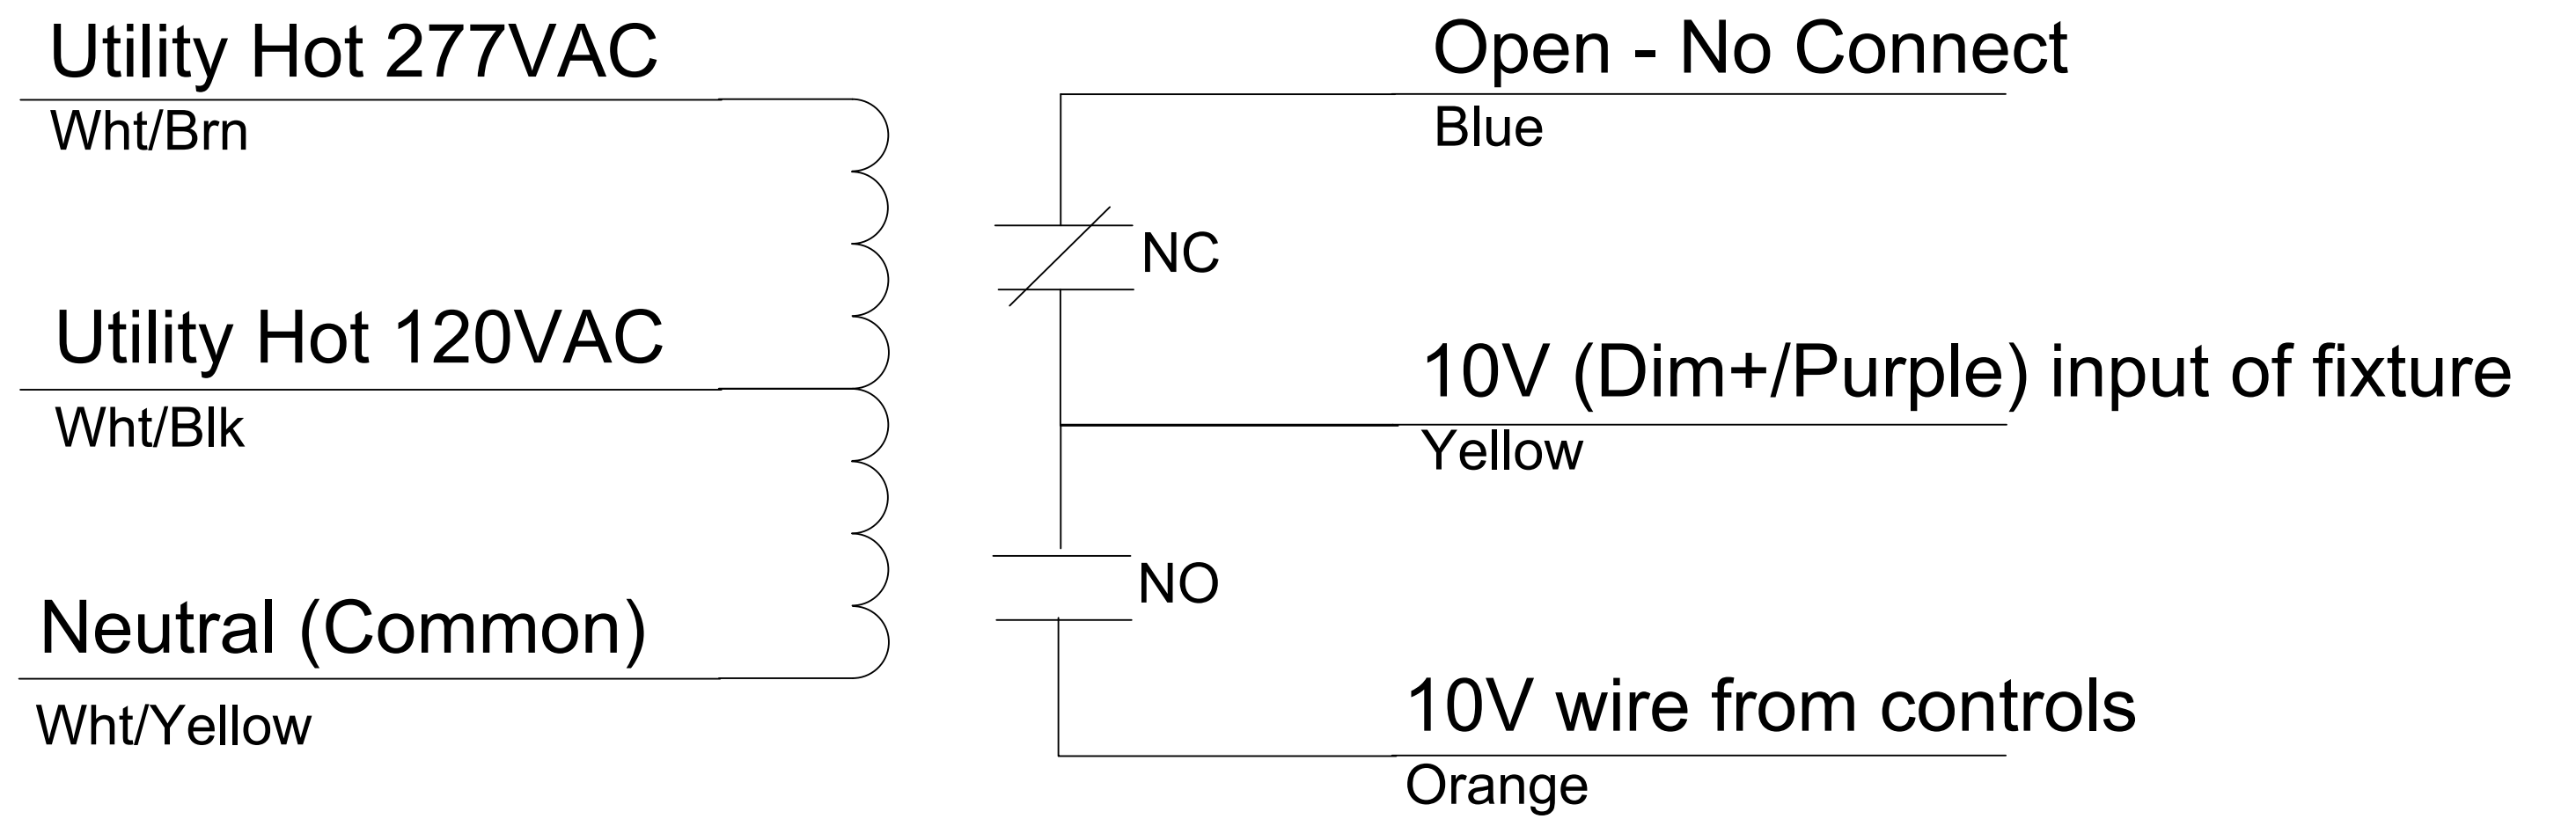 Utility Hot 277VAC
Wht/Brn
Open - No Connect
Blue
NC
Utility Hot 120VAC
Wht/Blk
10V (Dim+/Purple) input of fixture
Yellow
NO
Neutral (Common)
Wht/Yellow
10V wire from controls
Orange